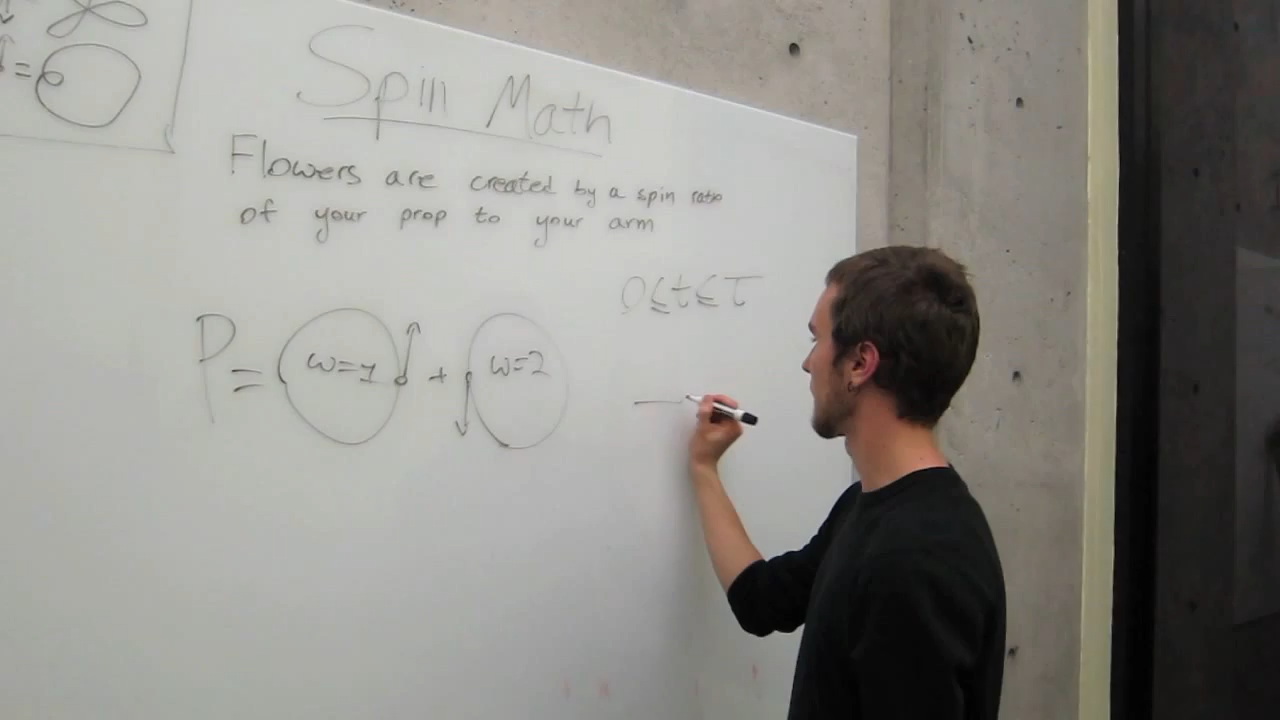 =
Spin Math
Flowers are created by a spin ratio
of your prop to your arm
0≤t≤τ
P = ω=1 + ω=2